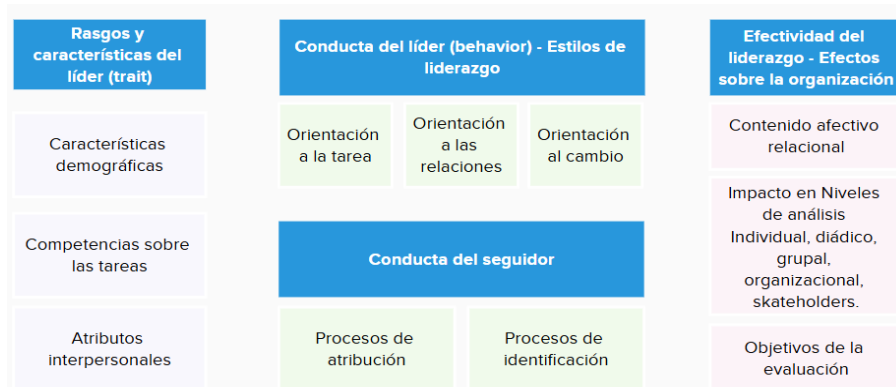 Rasgos y
características del
líder (trait)
Características
demográficas
Competencias sobre
las tareas
Atributos
interpersonales
Conducta del líder (behavior) - Estilos de
liderazgo
Orientación
a la tarea
Orientación
a las
relaciones
Orientación
al cambio
Conducta del seguidor
Procesos de
atribución
Procesos de
identificación
Efectividad del
liderazgo - Efectos
sobre la organización
Contenido afectivo
relacional
Impacto en Niveles
de análisis
Individual, diádico,
grupal,
organizacional,
skateholders.
Objetivos de la
evaluación